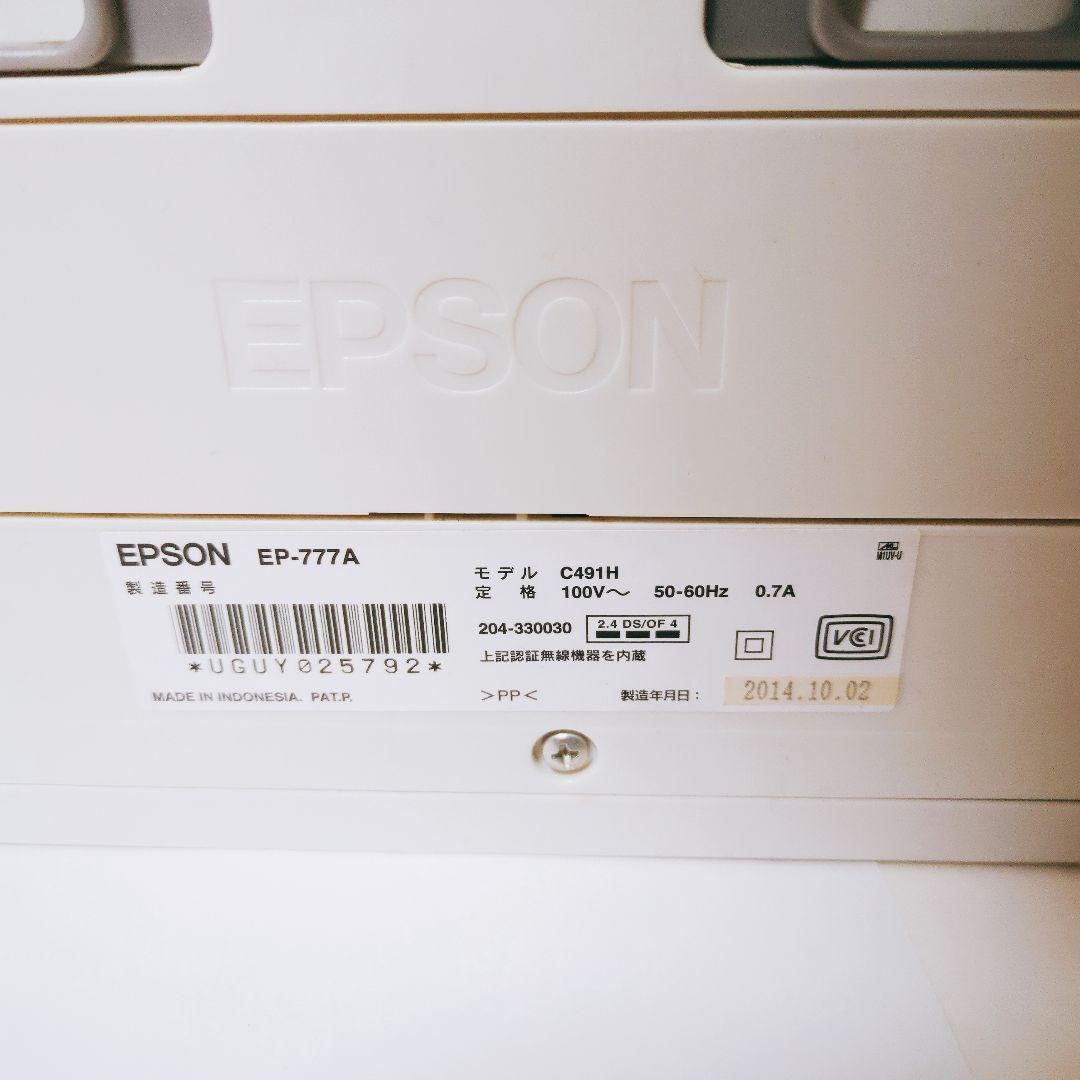 EPSON
EPSON EP-777A
製造番号
*UGUY025792*
MADE IN INDONESIA. PAT.P.
モデル C491H
定格 100V～ 50-60Hz 0.7A
204-330030 2.4 DS/OF 4
上記認証無線機器を内蔵
>PP<
製造年月日： 2014.10.02
VCCI
M1UV-U